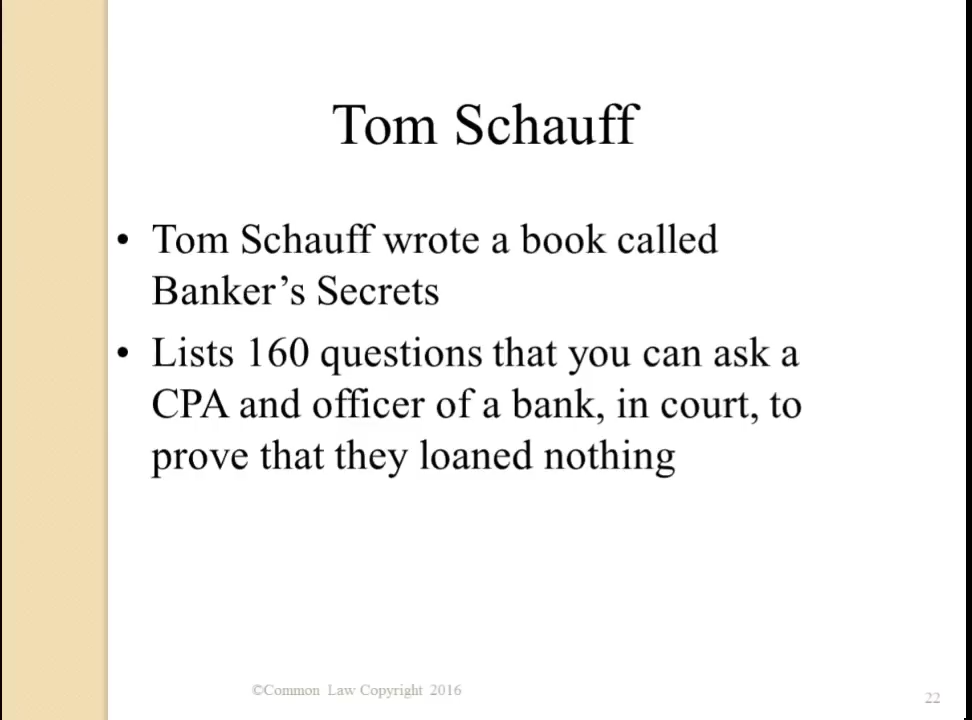 Tom Schauff
• Tom Schauff wrote a book called
Banker’s Secrets
• Lists 160 questions that you can ask a
CPA and officer of a bank, in court, to
prove that they loaned nothing
©Common Law Copyright 2016
22